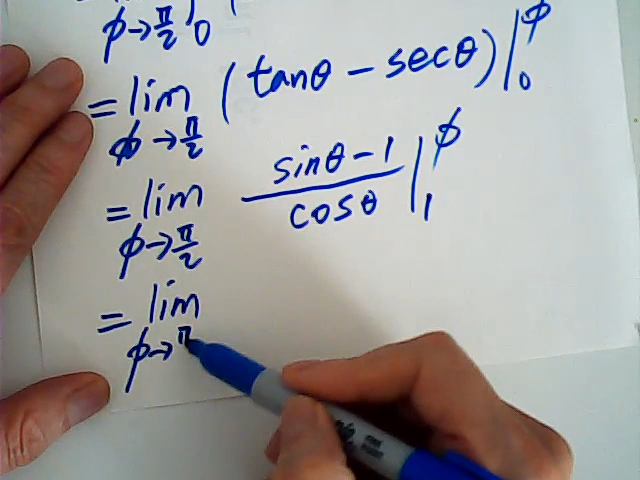 ϕ→π/2 ∫0
= lim (tanθ − secθ) |0^ϕ
ϕ→π/2
= lim (sinθ − 1)/cosθ |1^ϕ
ϕ→π/2
= lim
ϕ→π